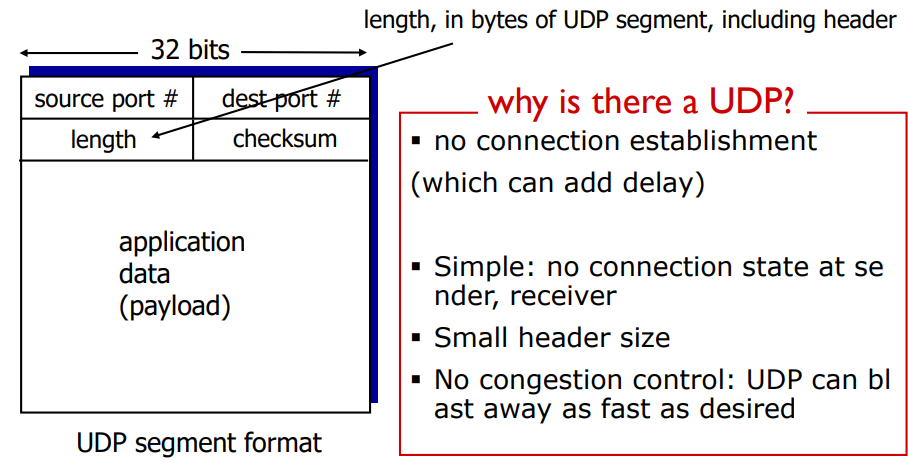 length, in bytes of UDP segment, including header
32 bits
source port #
dest port #
length
checksum
application
data
(payload)
UDP segment format
why is there a UDP?
▪ no connection establishment
(which can add delay)
▪ Simple: no connection state at se
nder, receiver
▪ Small header size
▪ No congestion control: UDP can bl
ast away as fast as desired